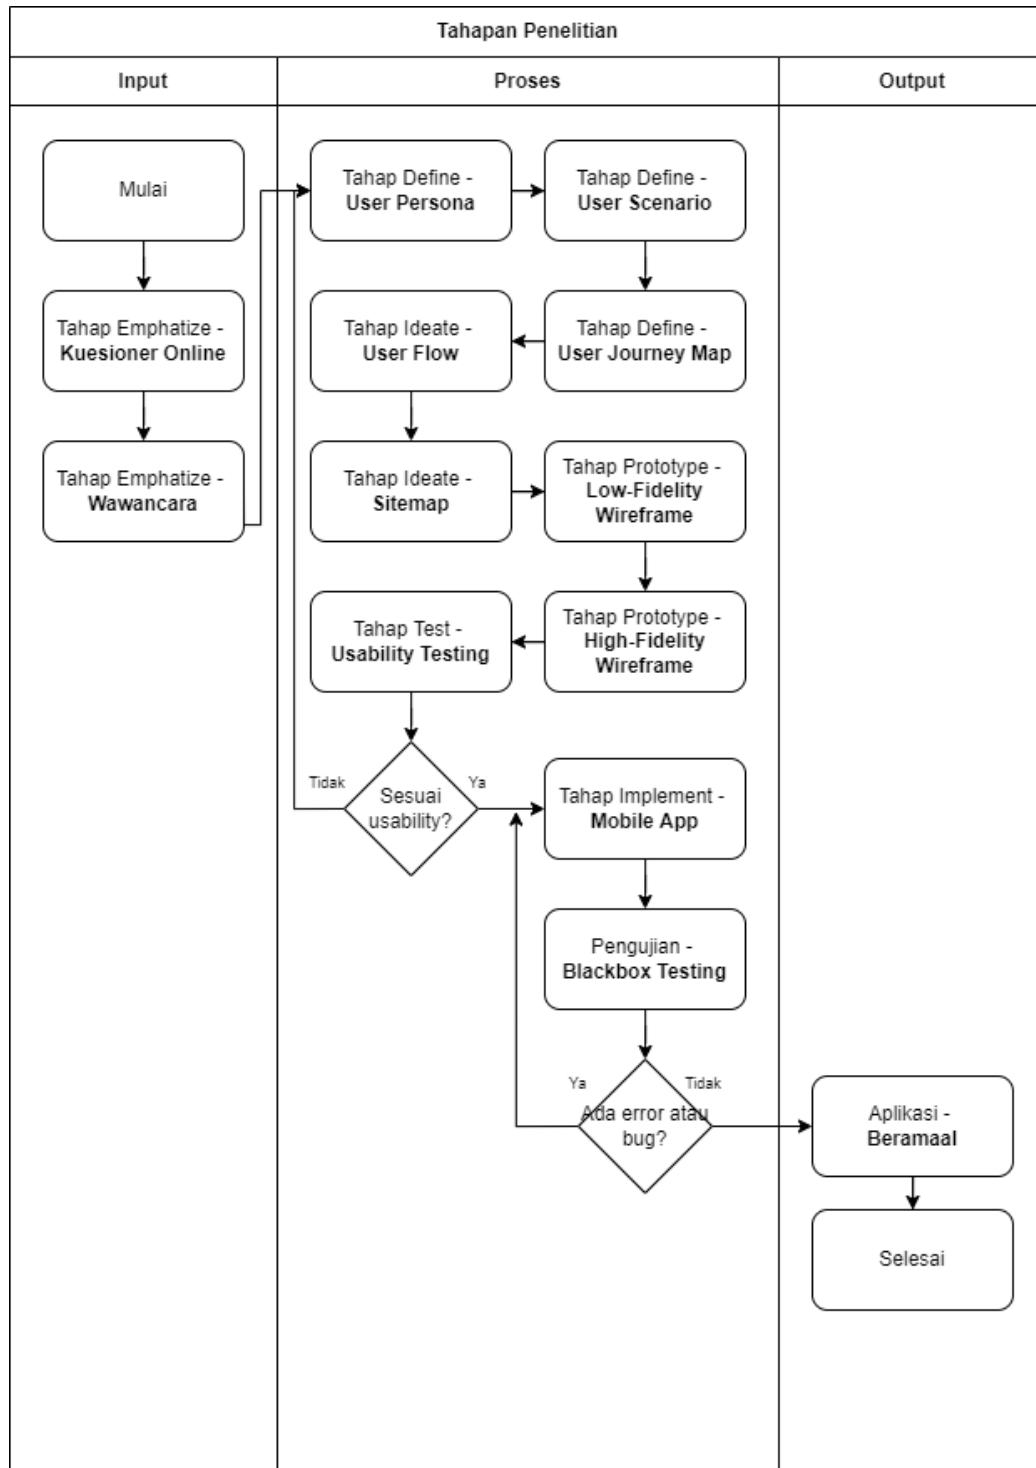 Tahapan Penelitian
Input
Proses
Output
Mulai
Tahap Emphatize -
Kuesioner Online
Tahap Emphatize -
Wawancara
Tahap Define -
User Persona
Tahap Define -
User Scenario
Tahap Define -
User Journey Map
Tahap Ideate -
User Flow
Tahap Ideate -
Sitemap
Tahap Prototype -
Low-Fidelity
Wireframe
Tahap Prototype -
High-Fidelity
Wireframe
Tahap Test -
Usability Testing
Sesuai
usability?
Tidak
Ya
Tahap Implement -
Mobile App
Pengujian -
Blackbox Testing
Ada error atau
bug?
Ya
Tidak
Aplikasi -
Beramaal
Selesai